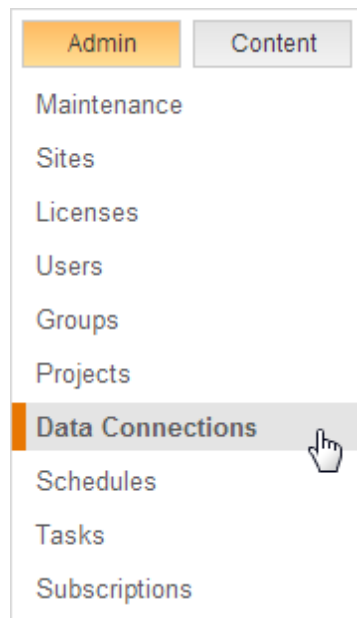 Admin Content
Maintenance
Sites
Licenses
Users
Groups
Projects
Data Connections
Schedules
Tasks
Subscriptions